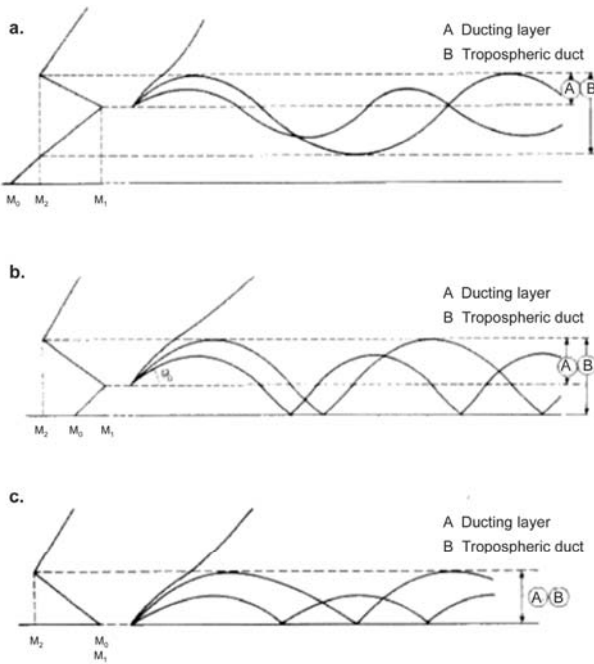 a.
A Ducting layer
B Tropospheric duct
A B
M₀ M₂ M₁
b.
A Ducting layer
B Tropospheric duct
A B
M₂ M₀ M₁
c.
A Ducting layer
B Tropospheric duct
A B
M₂ M₀
M₁